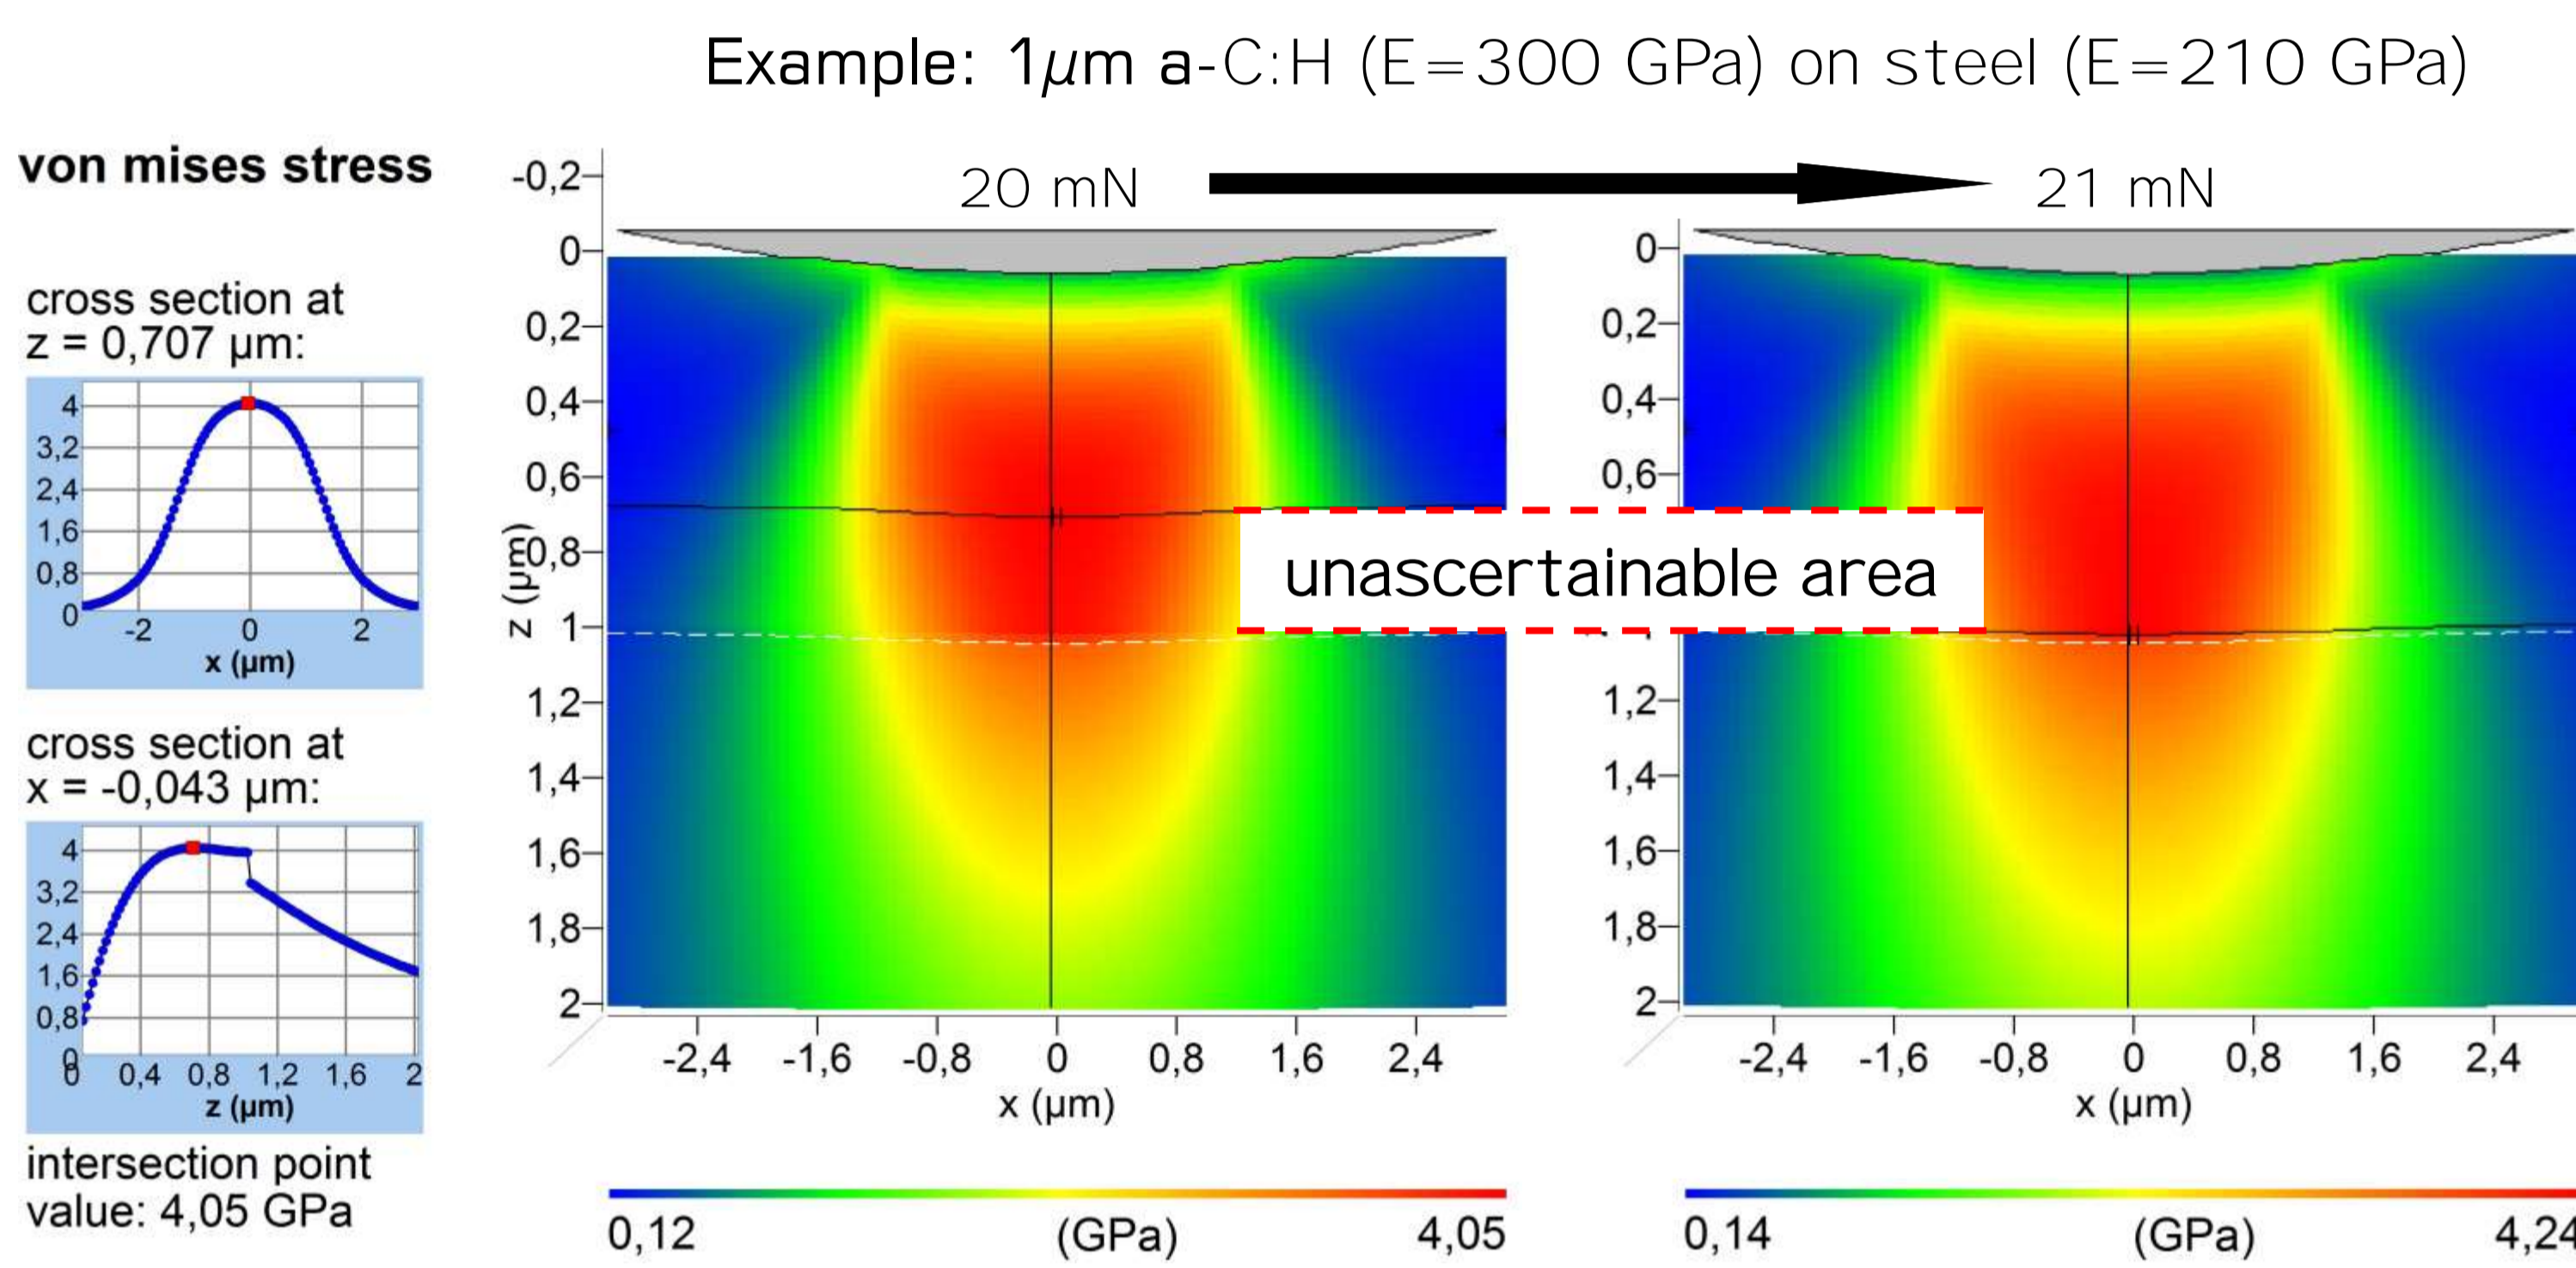 Example: 1µm a-C:H (E=300 GPa) on steel (E=210 GPa)
von mises stress
cross section at
z = 0,707 µm:
4
3,2
2,4
1,6
0,8
0
-2 0 2
x (µm)
cross section at
x = -0,043 µm:
4
3,2
2,4
1,6
0,8
0
0 0,4 0,8 1,2 1,6 2
z (µm)
intersection point
value: 4,05 GPa
20 mN
-0,2
0
0,2
0,4
0,6
0,8
1
1,2
1,4
1,6
1,8
2
z (µm)
-2,4 -1,6 -0,8 0 0,8 1,6 2,4
x (µm)
0,12 (GPa) 4,05
unascertainable area
21 mN
0
0,2
0,4
0,6
1,2
1,4
1,6
1,8
2
-2,4 -1,6 -0,8 0 0,8 1,6 2,4
x (µm)
0,14 (GPa) 4,24